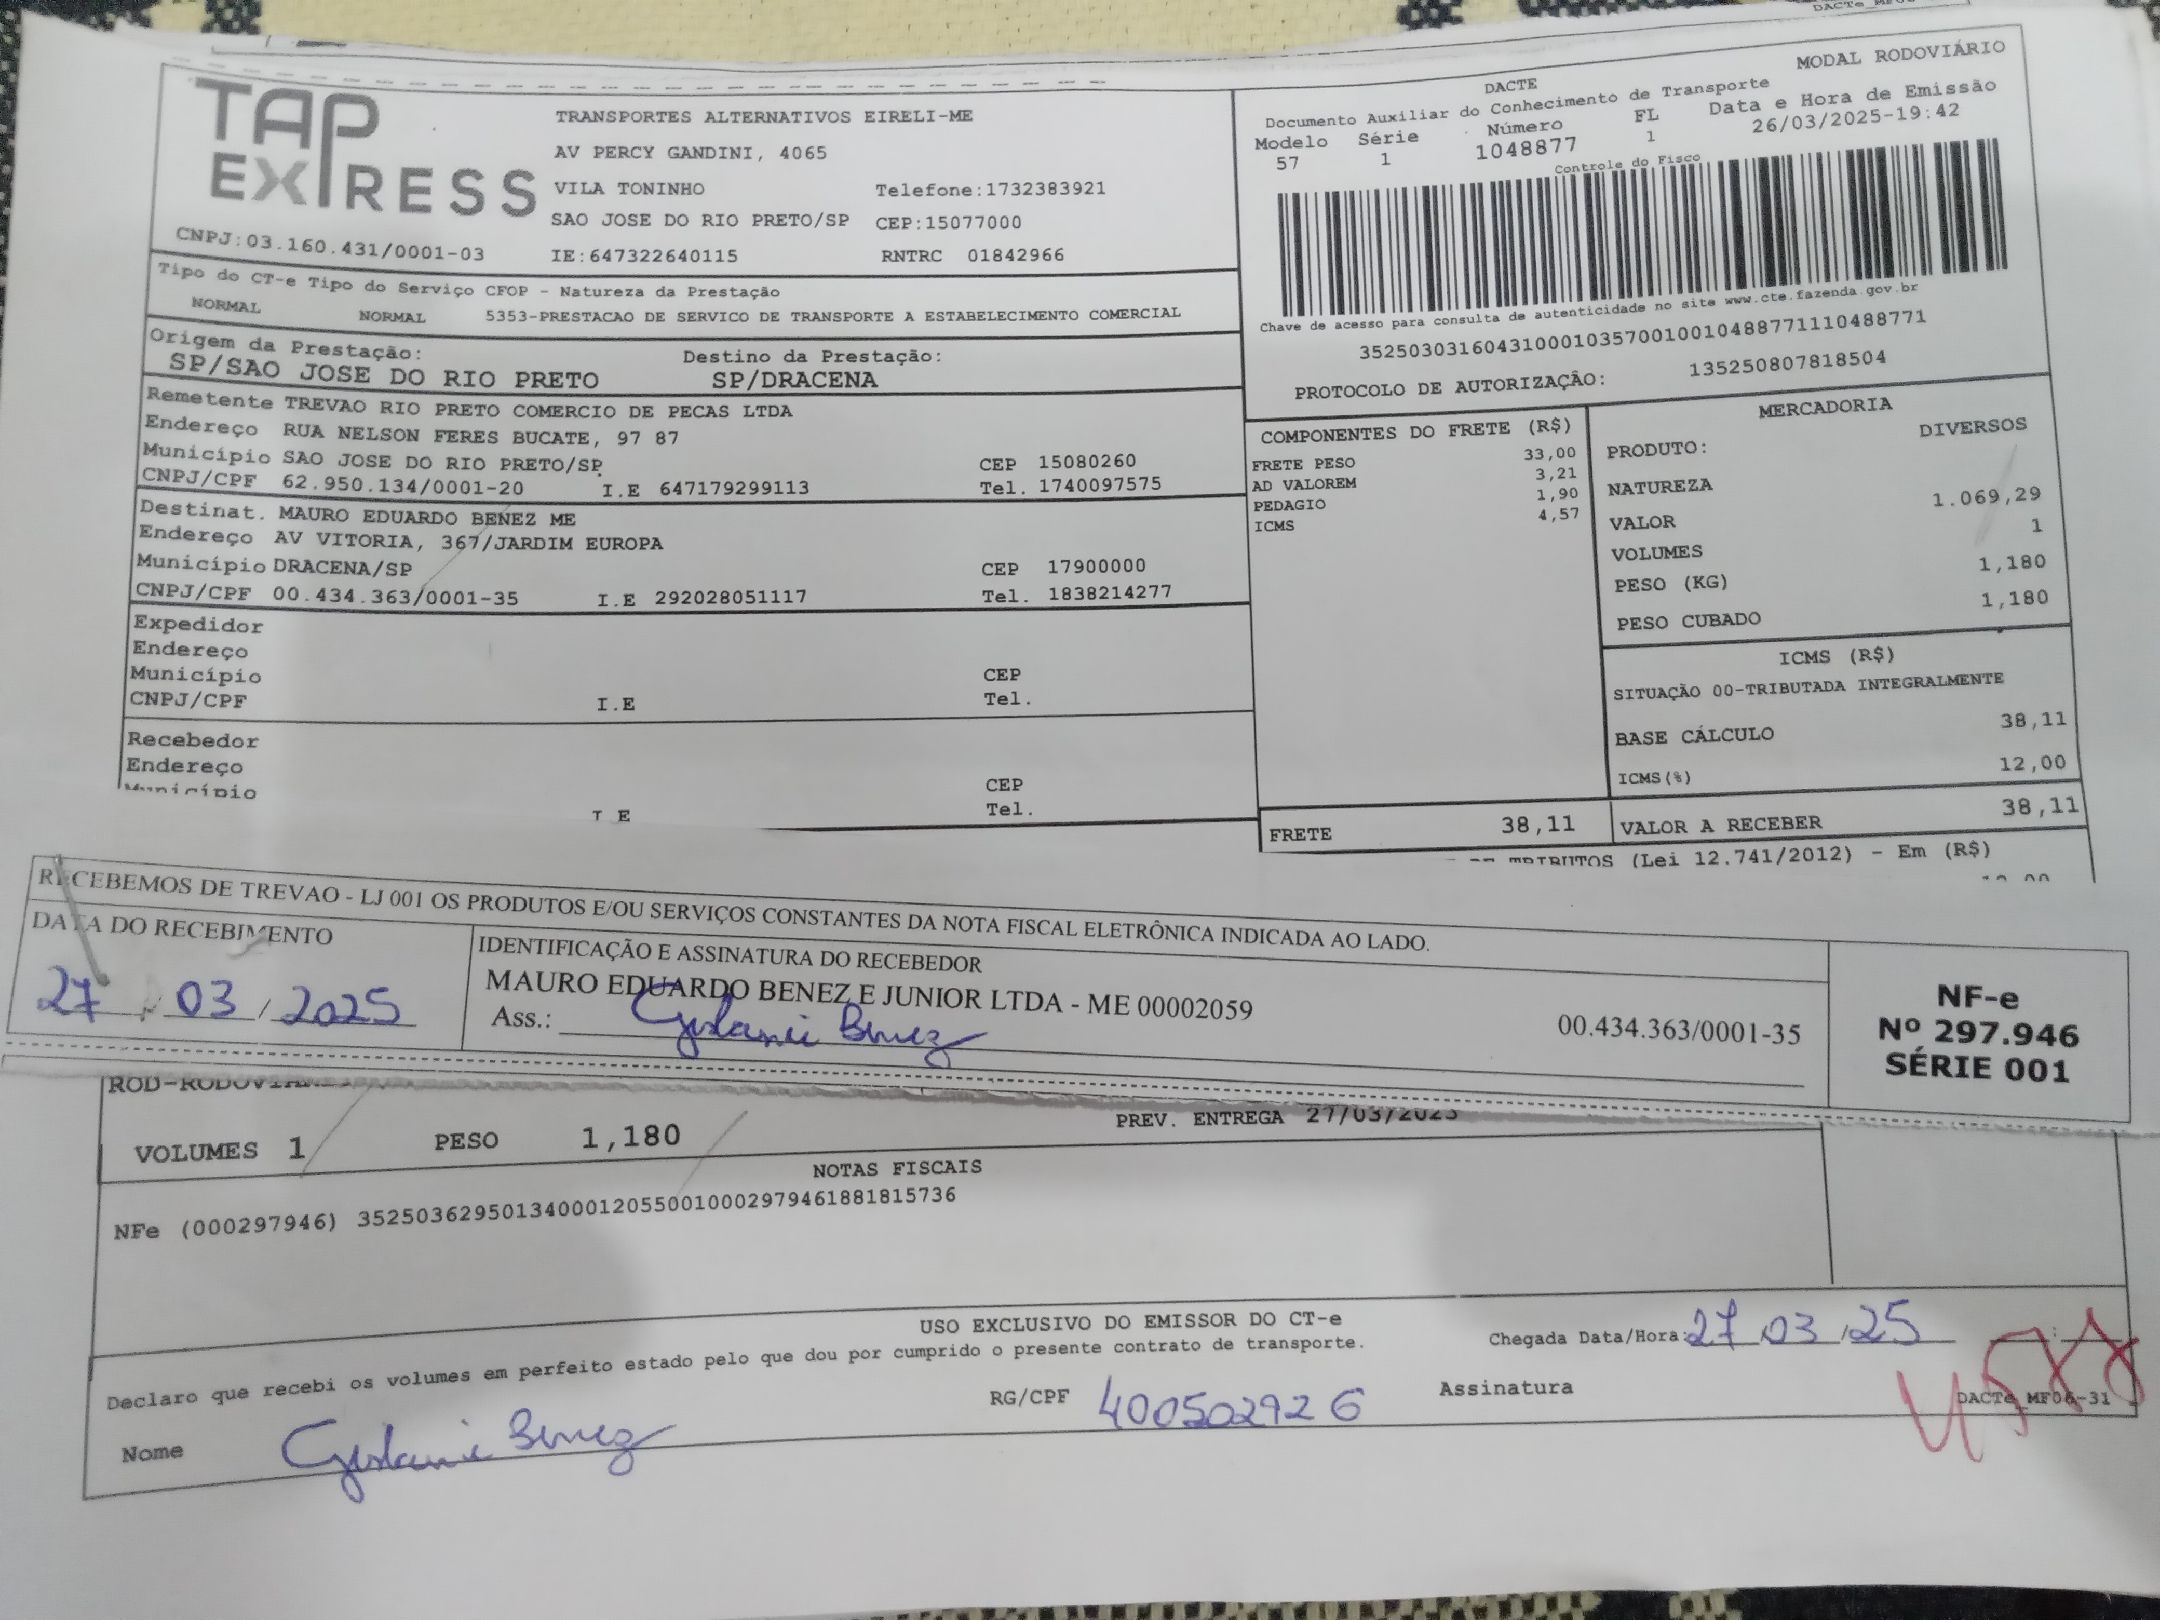 TAP EXPRESS
TRANSPORTES ALTERNATIVOS EIRELI-ME
AV PERCY GANDINI, 4065
VILA TONINHO Telefone:1732383921
SAO JOSE DO RIO PRETO/SP CEP:15077000
CNPJ:03.160.431/0001-03 IE:647322640115 RNTRC 01842966
Tipo do CT-e Tipo do Serviço CFOP - Natureza da Prestação
NORMAL NORMAL 5353-PRESTACAO DE SERVICO DE TRANSPORTE A ESTABELECIMENTO COMERCIAL
Origem da Prestação: Destino da Prestação:
SP/SAO JOSE DO RIO PRETO SP/DRACENA
Remetente TREVAO RIO PRETO COMERCIO DE PECAS LTDA
Endereço RUA NELSON FERES BUCATE, 97 87
Município SAO JOSE DO RIO PRETO/SP CEP 15080260
CNPJ/CPF 62.950.134/0001-20 I.E 647179299113 Tel. 1740097575
Destinat. MAURO EDUARDO BENEZ ME
Endereço AV VITORIA, 367/JARDIM EUROPA
Município DRACENA/SP CEP 17900000
CNPJ/CPF 00.434.363/0001-35 I.E 292028051117 Tel. 1838214277
Expedidor
Endereço
Município CEP
CNPJ/CPF I.E Tel.
Recebedor
Endereço
Município CEP
I E Tel.
MODAL RODOVIÁRIO
DACTE
Documento Auxiliar do Conhecimento de Transporte
Modelo Série Número FL Data e Hora de Emissão
57 1 1048877 1 26/03/2025-19:42
Controle do Fisco
Chave de acesso para consulta de autenticidade no site www.cte.fazenda.gov.br
35250303160431000103570010010488771110488771
PROTOCOLO DE AUTORIZAÇÃO: 135250807818504
COMPONENTES DO FRETE (R$)
FRETE PESO 33,00
AD VALOREM 3,21
PEDAGIO 1,90
ICMS 4,57
MERCADORIA
PRODUTO: DIVERSOS
NATUREZA
VALOR 1.069,29
VOLUMES 1
PESO (KG) 1,180
PESO CUBADO 1,180
ICMS (R$)
SITUAÇÃO 00-TRIBUTADA INTEGRALMENTE
BASE CÁLCULO 38,11
ICMS(%) 12,00
FRETE 38,11 VALOR A RECEBER 38,11
TRIBUTOS (Lei 12.741/2012) - Em (R$)
RECEBEMOS DE TREVAO - LJ 001 OS PRODUTOS E/OU SERVIÇOS CONSTANTES DA NOTA FISCAL ELETRÔNICA INDICADA AO LADO.
DATA DO RECEBIMENTO
27 / 03 / 2025
IDENTIFICAÇÃO E ASSINATURA DO RECEBEDOR
MAURO EDUARDO BENEZ E JUNIOR LTDA - ME 00002059
Ass.: Benez 00.434.363/0001-35
NF-e
Nº 297.946
SÉRIE 001
PREV. ENTREGA 27/03/2025
VOLUMES 1 PESO 1,180
NOTAS FISCAIS
NFe (000297946) 35250362950134000120550010002979461881815736
USO EXCLUSIVO DO EMISSOR DO CT-e
Declaro que recebi os volumes em perfeito estado pelo que dou por cumprido o presente contrato de transporte.
Chegada Data/Hora: 27 /03 /25 :
Nome Benez RG/CPF 400502926 Assinatura
DACTe_MF06-31